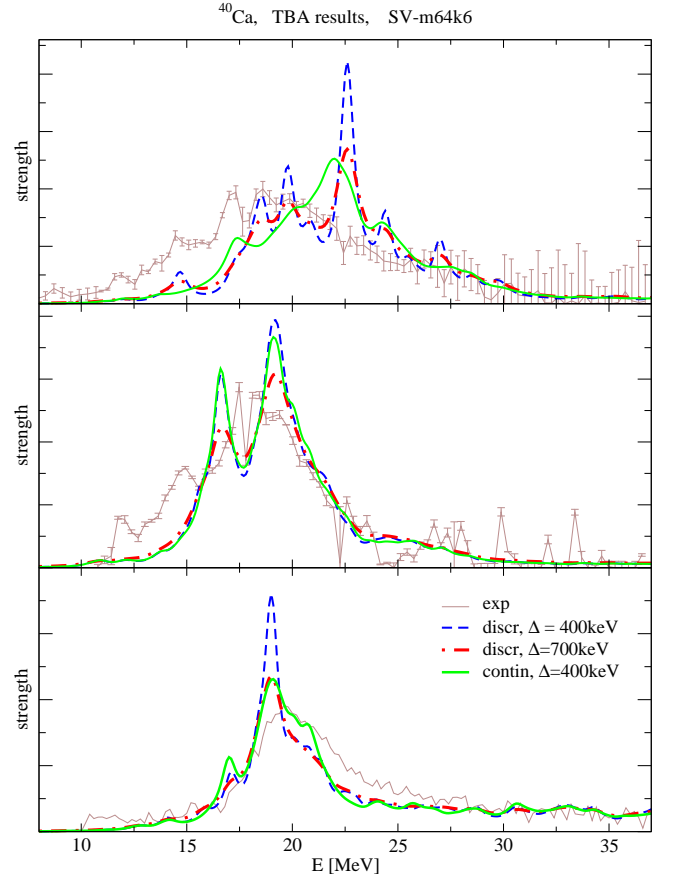 ⁴⁰Ca, TBA results, SV-m64k6
strength
strength
strength
exp
discr, Δ = 400keV
discr, Δ=700keV
contin, Δ=400keV
10 15 20 25 30 35
E [MeV]